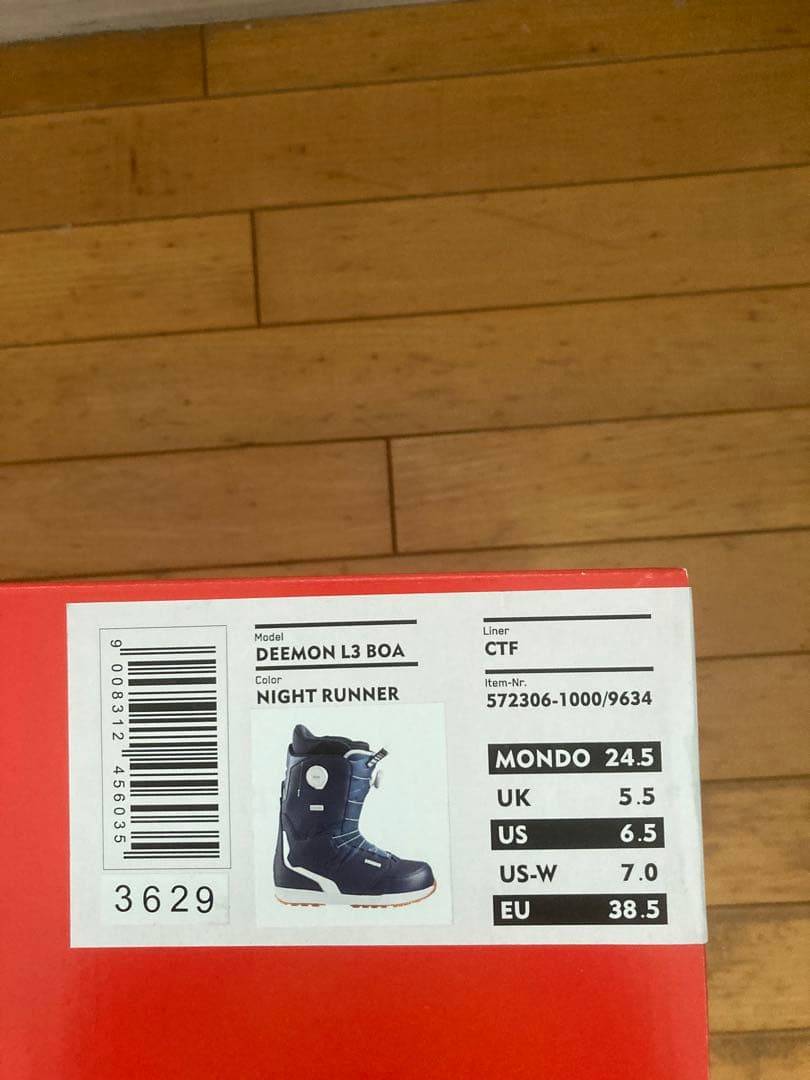 9 008312 456035
3629
Model
DEEMON L3 BOA
Color
NIGHT RUNNER
Liner
CTF
Item-Nr.
572306-1000/9634
MONDO 24.5
UK 5.5
US 6.5
US-W 7.0
EU 38.5